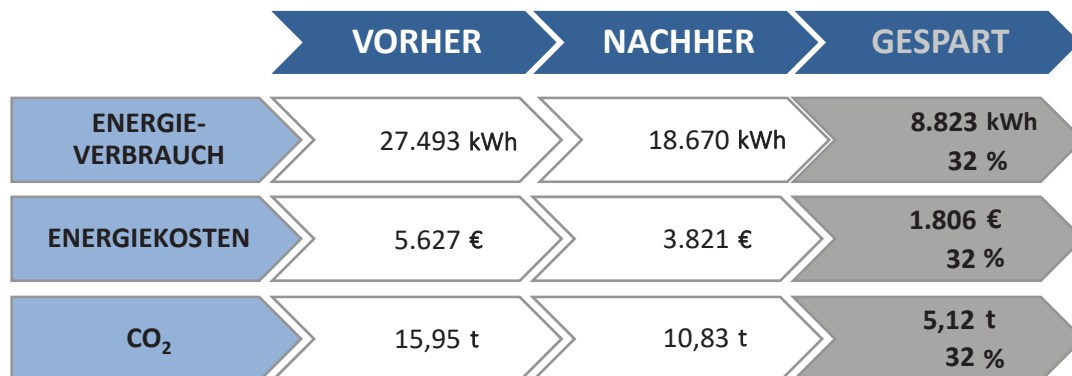 VORHER NACHHER GESPART
ENERGIE-
VERBRAUCH
27.493 kWh
18.670 kWh
8.823 kWh
32 %
ENERGIEKOSTEN
5.627 €
3.821 €
1.806 €
32 %
CO₂
15,95 t
10,83 t
5,12 t
32 %